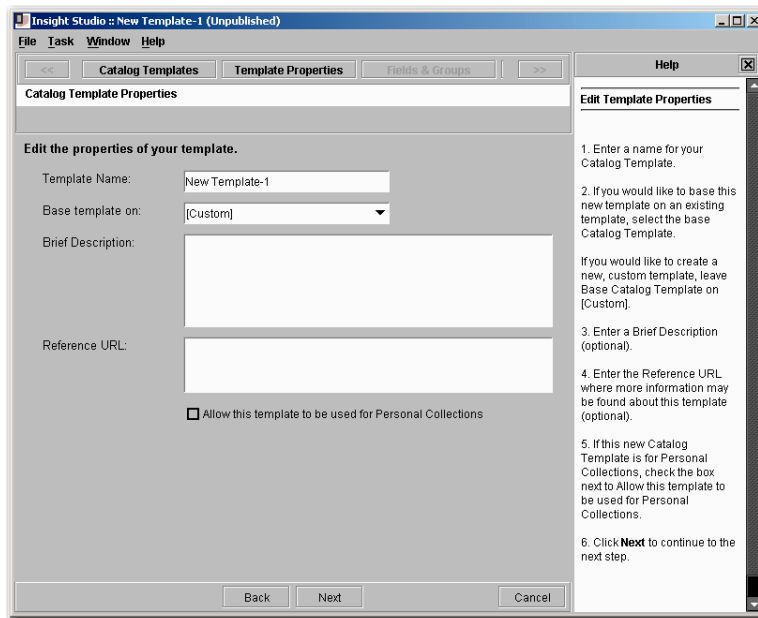 Insight Studio :: New Template-1 (Unpublished)
File Task Window Help
<< Catalog Templates Template Properties Fields & Groups >>
Catalog Template Properties
Edit the properties of your template.
Template Name: New Template-1
Base template on: [Custom]
Brief Description:
Reference URL:
Allow this template to be used for Personal Collections
Back Next Cancel
Help
Edit Template Properties
1. Enter a name for your
Catalog Template.
2. If you would like to base this
new template on an existing
template, select the base
Catalog Template.
If you would like to create a
new, custom template, leave
Base Catalog Template on
[Custom].
3. Enter a Brief Description
(optional).
4. Enter the Reference URL
where more information may
be found about this template
(optional).
5. If this new Catalog
Template is for Personal
Collections, check the box
next to Allow this template to
be used for Personal
Collections.
6. Click Next to continue to the
next step.